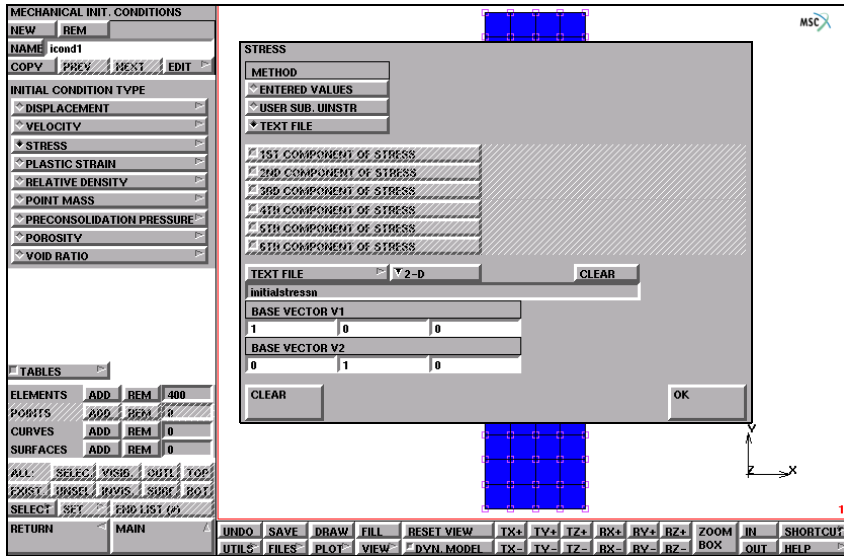 MECHANICAL INIT. CONDITIONS
NEW REM
NAME icond1
COPY PREV NEXT EDIT
INITIAL CONDITION TYPE
DISPLACEMENT
VELOCITY
STRESS
PLASTIC STRAIN
RELATIVE DENSITY
POINT MASS
PRECONSOLIDATION PRESSURE
POROSITY
VOID RATIO
TABLES
ELEMENTS ADD REM 400
POINTS ADD REM 0
CURVES ADD REM 0
SURFACES ADD REM 0
ALL: SELEC. VISIB. OUTL TOP
EXIST. UNSEL INVIS. SURF BOT
SELECT SET END LIST (#)
RETURN MAIN
MSC
STRESS
METHOD
ENTERED VALUES
USER SUB. UINSTR
TEXT FILE
1ST COMPONENT OF STRESS
2ND COMPONENT OF STRESS
3RD COMPONENT OF STRESS
4TH COMPONENT OF STRESS
5TH COMPONENT OF STRESS
6TH COMPONENT OF STRESS
TEXT FILE 2-D CLEAR
initialstressn
BASE VECTOR V1
1 0 0
BASE VECTOR V2
0 1 0
CLEAR OK
Y
Z X
1
UNDO SAVE DRAW FILL RESET VIEW TX+ TY+ TZ+ RX+ RY+ RZ+ ZOOM BOX IN SHORTCUT
UTILS FILES PLOT VIEW DYN. MODEL TX- TY- TZ- RX- RY- RZ- OUT HELP